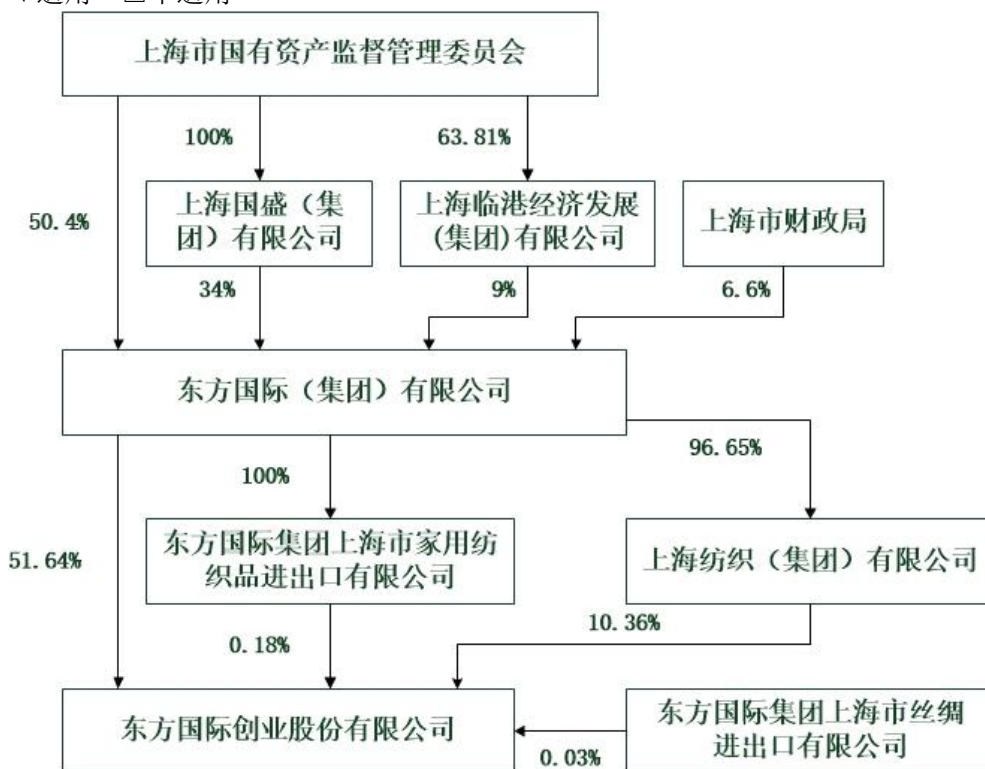 上海市国有资产监督管理委员会
100%
63.81%
50.4%
上海国盛（集
团）有限公司
上海临港经济发展
(集团)有限公司
上海市财政局
34%
9%
6.6%
东方国际（集团）有限公司
96.65%
100%
51.64%
东方国际集团上海市家用纺
织品进出口有限公司
上海纺织（集团）有限公司
10.36%
0.18%
东方国际创业股份有限公司
东方国际集团上海市丝绸
进出口有限公司
0.03%